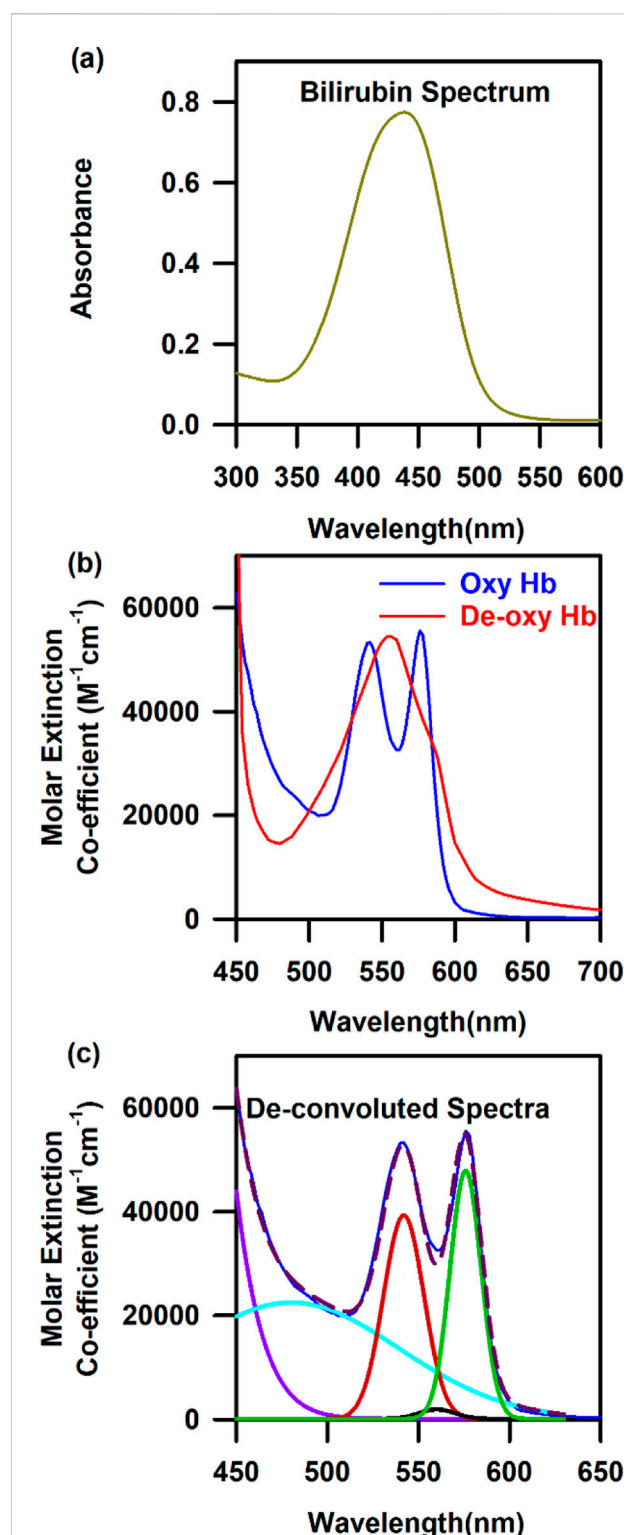 (a)
Bilirubin Spectrum
Absorbance
0.8
0.6
0.4
0.2
0.0
300 350 400 450 500 550 600
Wavelength(nm)
(b)
Oxy Hb
De-oxy Hb
Molar Extinction
Co-efficient (M⁻¹cm⁻¹)
60000
40000
20000
0
450 500 550 600 650 700
Wavelength(nm)
(c)
De-convoluted Spectra
Molar Extinction
Co-efficient (M⁻¹cm⁻¹)
60000
40000
20000
0
450 500 550 600 650
Wavelength(nm)